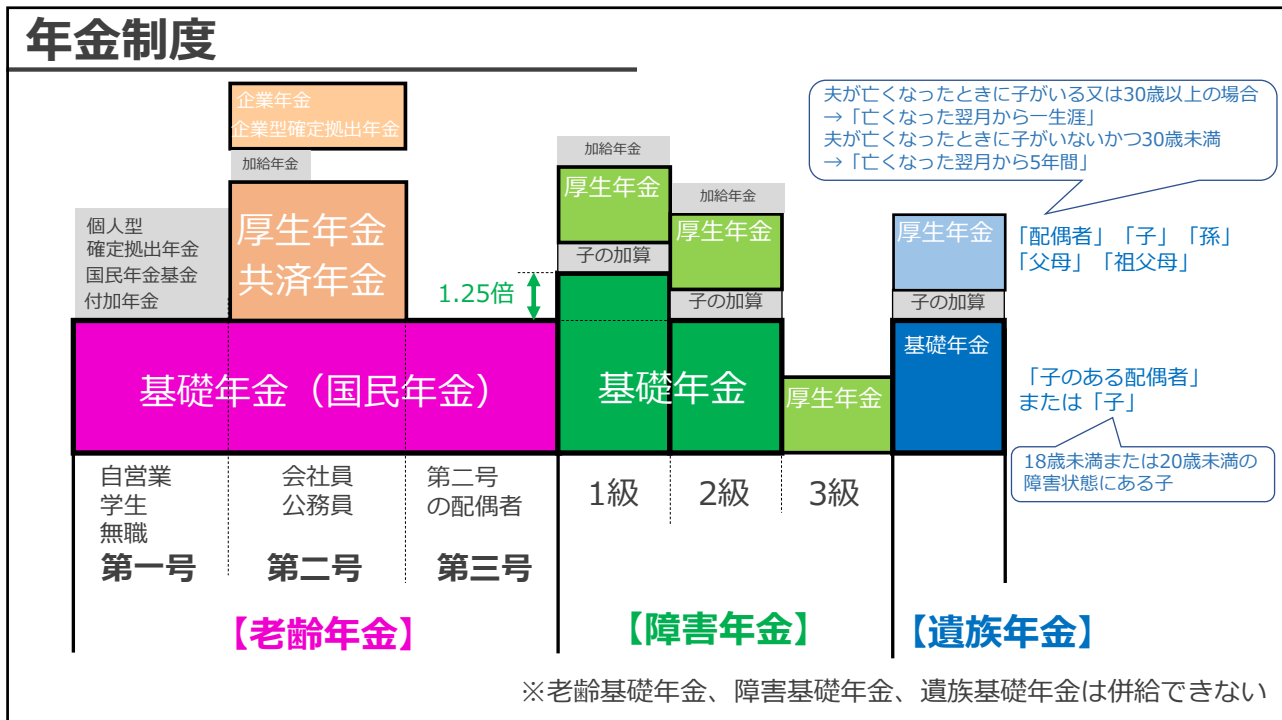 年金制度
企業年金
企業型確定拠出年金
加給年金
厚生年金
共済年金
個人型
確定拠出年金
国民年金基金
付加年金
基礎年金（国民年金）
自営業
学生
無職
第一号
会社員
公務員
第二号
第二号
の配偶者
第三号
【老齢年金】
加給年金
厚生年金
子の加算
1.25倍
加給年金
厚生年金
子の加算
基礎年金
厚生年金
1級
2級
3級
【障害年金】
夫が亡くなったときに子がいる又は30歳以上の場合
→「亡くなった翌月から一生涯」
夫が亡くなったときに子がいないかつ30歳未満
→「亡くなった翌月から5年間」
厚生年金
「配偶者」「子」「孫」
「父母」「祖父母」
子の加算
基礎年金
「子のある配偶者」
または「子」
18歳未満または20歳未満の
障害状態にある子
【遺族年金】
※老齢基礎年金、障害基礎年金、遺族基礎年金は併給できない